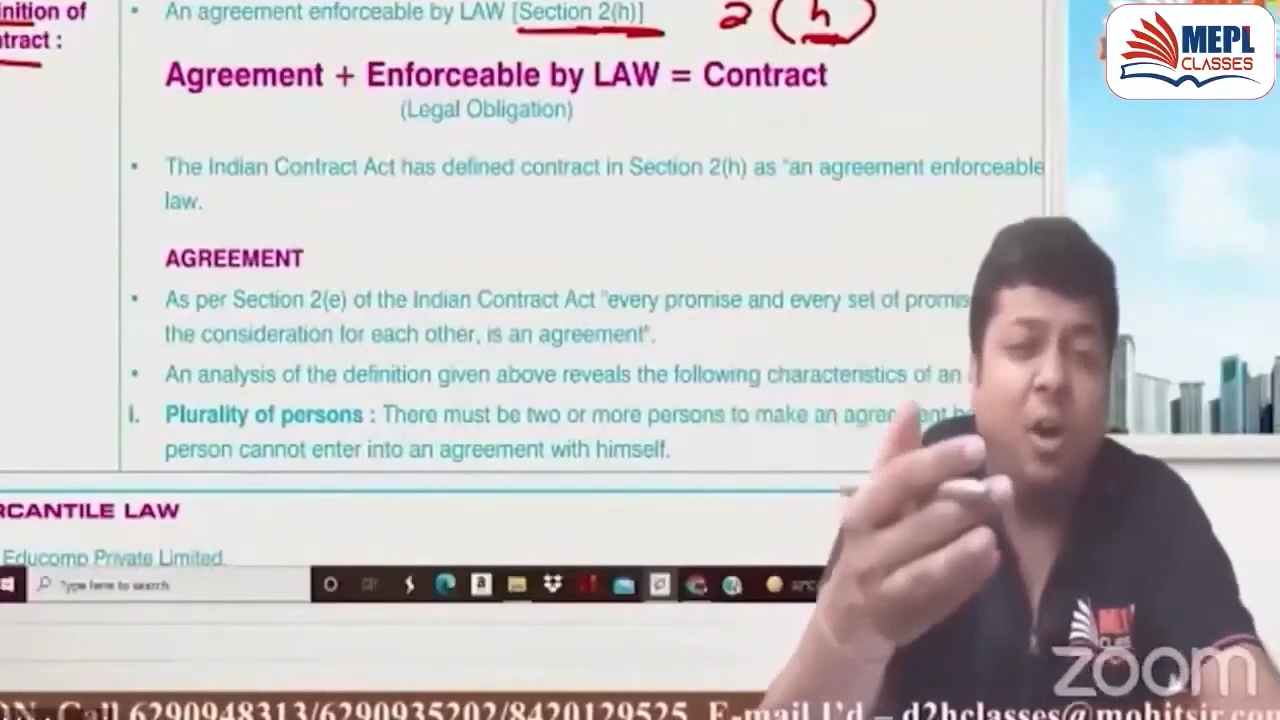 nition of
• An agreement enforceable by LAW [Section 2(h)]
2 (h)
ntract :
Agreement + Enforceable by LAW = Contract
(Legal Obligation)
• The Indian Contract Act has defined contract in Section 2(h) as "an agreement enforceable
law.
AGREEMENT
• As per Section 2(e) of the Indian Contract Act "every promise and every set of promis
the consideration for each other, is an agreement".
• An analysis of the definition given above reveals the following characteristics of an
i. Plurality of persons : There must be two or more persons to make an agree
person cannot enter into an agreement with himself.
RCANTILE LAW
Educomp Private Limited.
Type here to search
MEPL
CLASSES
zoom
ON :Call 6290948313/6290935202/8420129525 E-mail I'd – d2hclasses@mohitsir.com